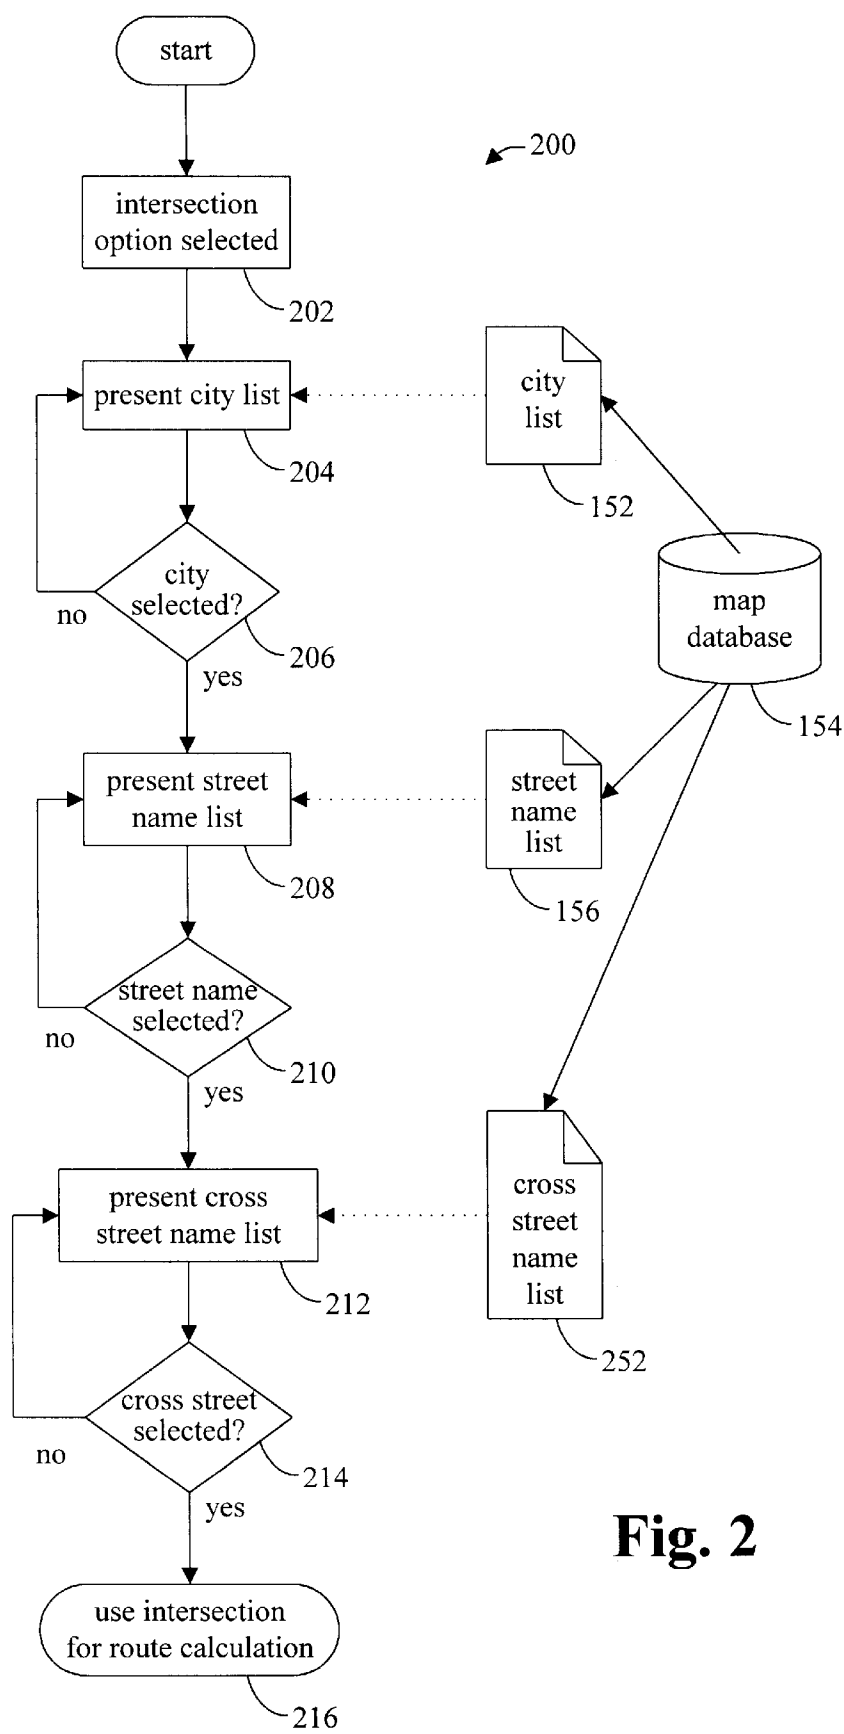 start
200
intersection
option selected
202
present city list
204
city
list
152
city
selected?
no
206
yes
map
database
154
present street
name list
208
street
name
list
156
street name
selected?
no
210
yes
present cross
street name list
212
cross
street
name
list
252
cross street
selected?
no
214
yes
use intersection
for route calculation
216
Fig. 2